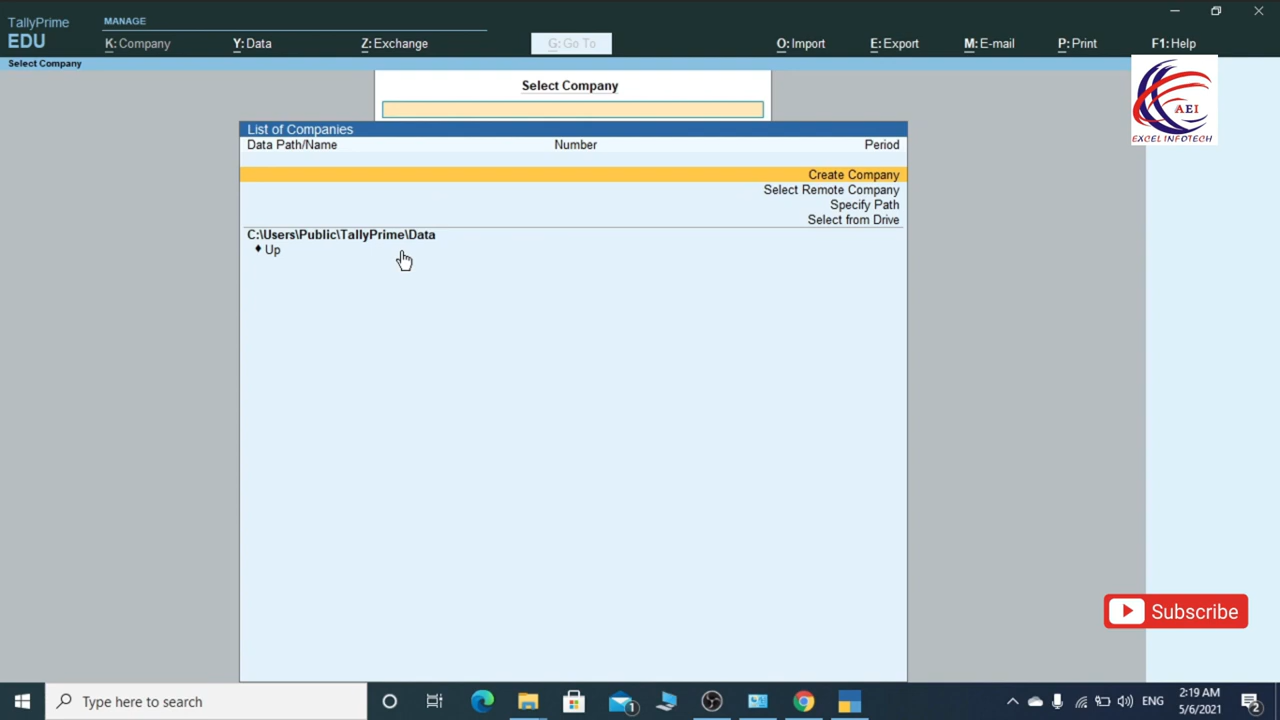 TallyPrime
EDU
MANAGE
K: Company
Y: Data
Z: Exchange
G: Go To
O: Import
E: Export
M: E-mail
P: Print
F1: Help
Select Company
Select Company
AEI
EXCEL INFOTECH
List of Companies
Data Path/Name Number Period
Create Company
Select Remote Company
Specify Path
Select from Drive
C:\Users\Public\TallyPrime\Data
♦ Up
Subscribe
Type here to search
1
ENG
2:19 AM
5/6/2021
2